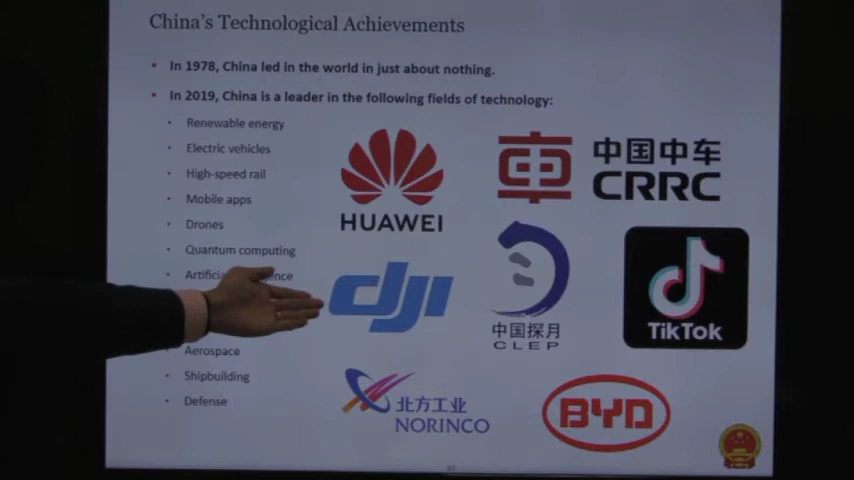 China's Technological Achievements
• In 1978, China led in the world in just about nothing.
• In 2019, China is a leader in the following fields of technology:
• Renewable energy
• Electric vehicles
• High-speed rail
• Mobile apps
• Drones
• Quantum computing
• Aerospace
• Shipbuilding
• Defense
HUAWEI
中国中车
CRRC
dji
中国探月
CLEP
TikTok
北方工业
NORINCO
BYD